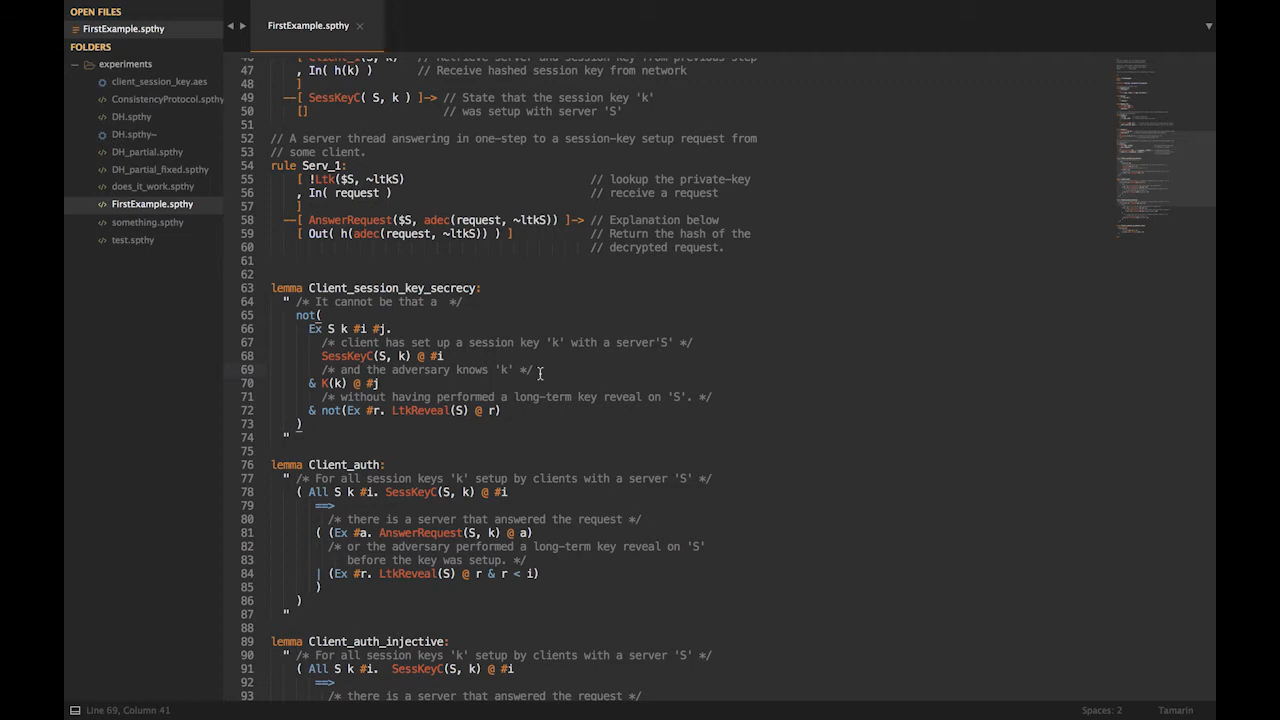 OPEN FILES
FirstExample.spthy
FOLDERS
experiments
client_session_key.aes
ConsistencyProtocol.spthy
DH.spthy
DH.spthy~
DH_partial.spthy
DH_partial_fixed.spthy
does_it_work.spthy
FirstExample.spthy
something.spthy
test.spthy
FirstExample.spthy
46 [ Client_1(S, k) // Retrieve server and session key from previous step
47 , In( h(k) ) // Receive hashed session key from network
48 ]
49 --[ SessKeyC( S, k ) ]-> // State that the session key 'k'
50 [] // was setup with server 'S'
51
52 // A server thread answering in one-step to a session-key setup request from
53 // some client.
54 rule Serv_1:
55 [ !Ltk($S, ~ltkS) // lookup the private-key
56 , In( request ) // receive a request
57 ]
58 --[ AnswerRequest($S, adec(request, ~ltkS)) ]-> // Explanation below
59 [ Out( h(adec(request, ~ltkS)) ) ] // Return the hash of the
60 // decrypted request.
61
62
63 lemma Client_session_key_secrecy:
64 " /* It cannot be that a */
65 not(
66 Ex S k #i #j.
67 /* client has set up a session key 'k' with a server'S' */
68 SessKeyC(S, k) @ #i
69 /* and the adversary knows 'k' */
70 & K(k) @ #j
71 /* without having performed a long-term key reveal on 'S'. */
72 & not(Ex #r. LtkReveal(S) @ r)
73 )
74 "
75
76 lemma Client_auth:
77 " /* For all session keys 'k' setup by clients with a server 'S' */
78 ( All S k #i. SessKeyC(S, k) @ #i
79 ==>
80 /* there is a server that answered the request */
81 ( (Ex #a. AnswerRequest(S, k) @ a)
82 /* or the adversary performed a long-term key reveal on 'S'
83 before the key was setup. */
84 | (Ex #r. LtkReveal(S) @ r & r < i)
85 )
86 )
87 "
88
89 lemma Client_auth_injective:
90 " /* For all session keys 'k' setup by clients with a server 'S' */
91 ( All S k #i. SessKeyC(S, k) @ #i
92 ==>
93 /* there is a server that answered the request */
Line 69, Column 41
Spaces: 2
Tamarin